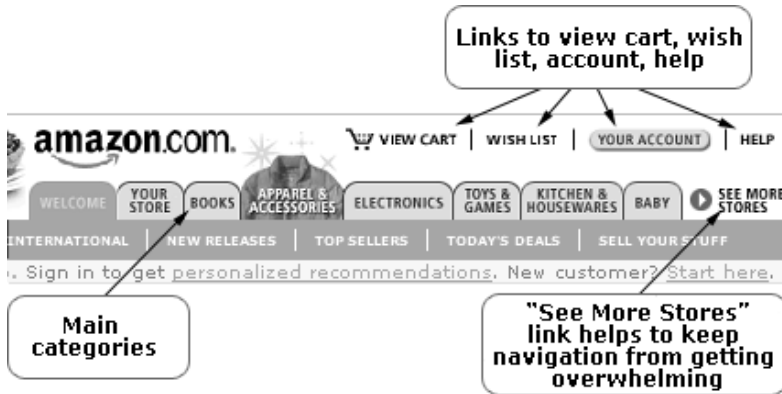 Links to view cart, wish
list, account, help
amazon.com.
VIEW CART | WISH LIST | YOUR ACCOUNT | HELP
WELCOME
YOUR
STORE
BOOKS
APPAREL &
ACCESSORIES
ELECTRONICS
TOYS &
GAMES
KITCHEN &
HOUSEWARES
BABY
SEE MORE
STORES
INTERNATIONAL | NEW RELEASES | TOP SELLERS | TODAY'S DEALS | SELL YOUR STUFF
. Sign in to get personalized recommendations. New customer? Start here.
Main
categories
"See More Stores"
link helps to keep
navigation from getting
overwhelming